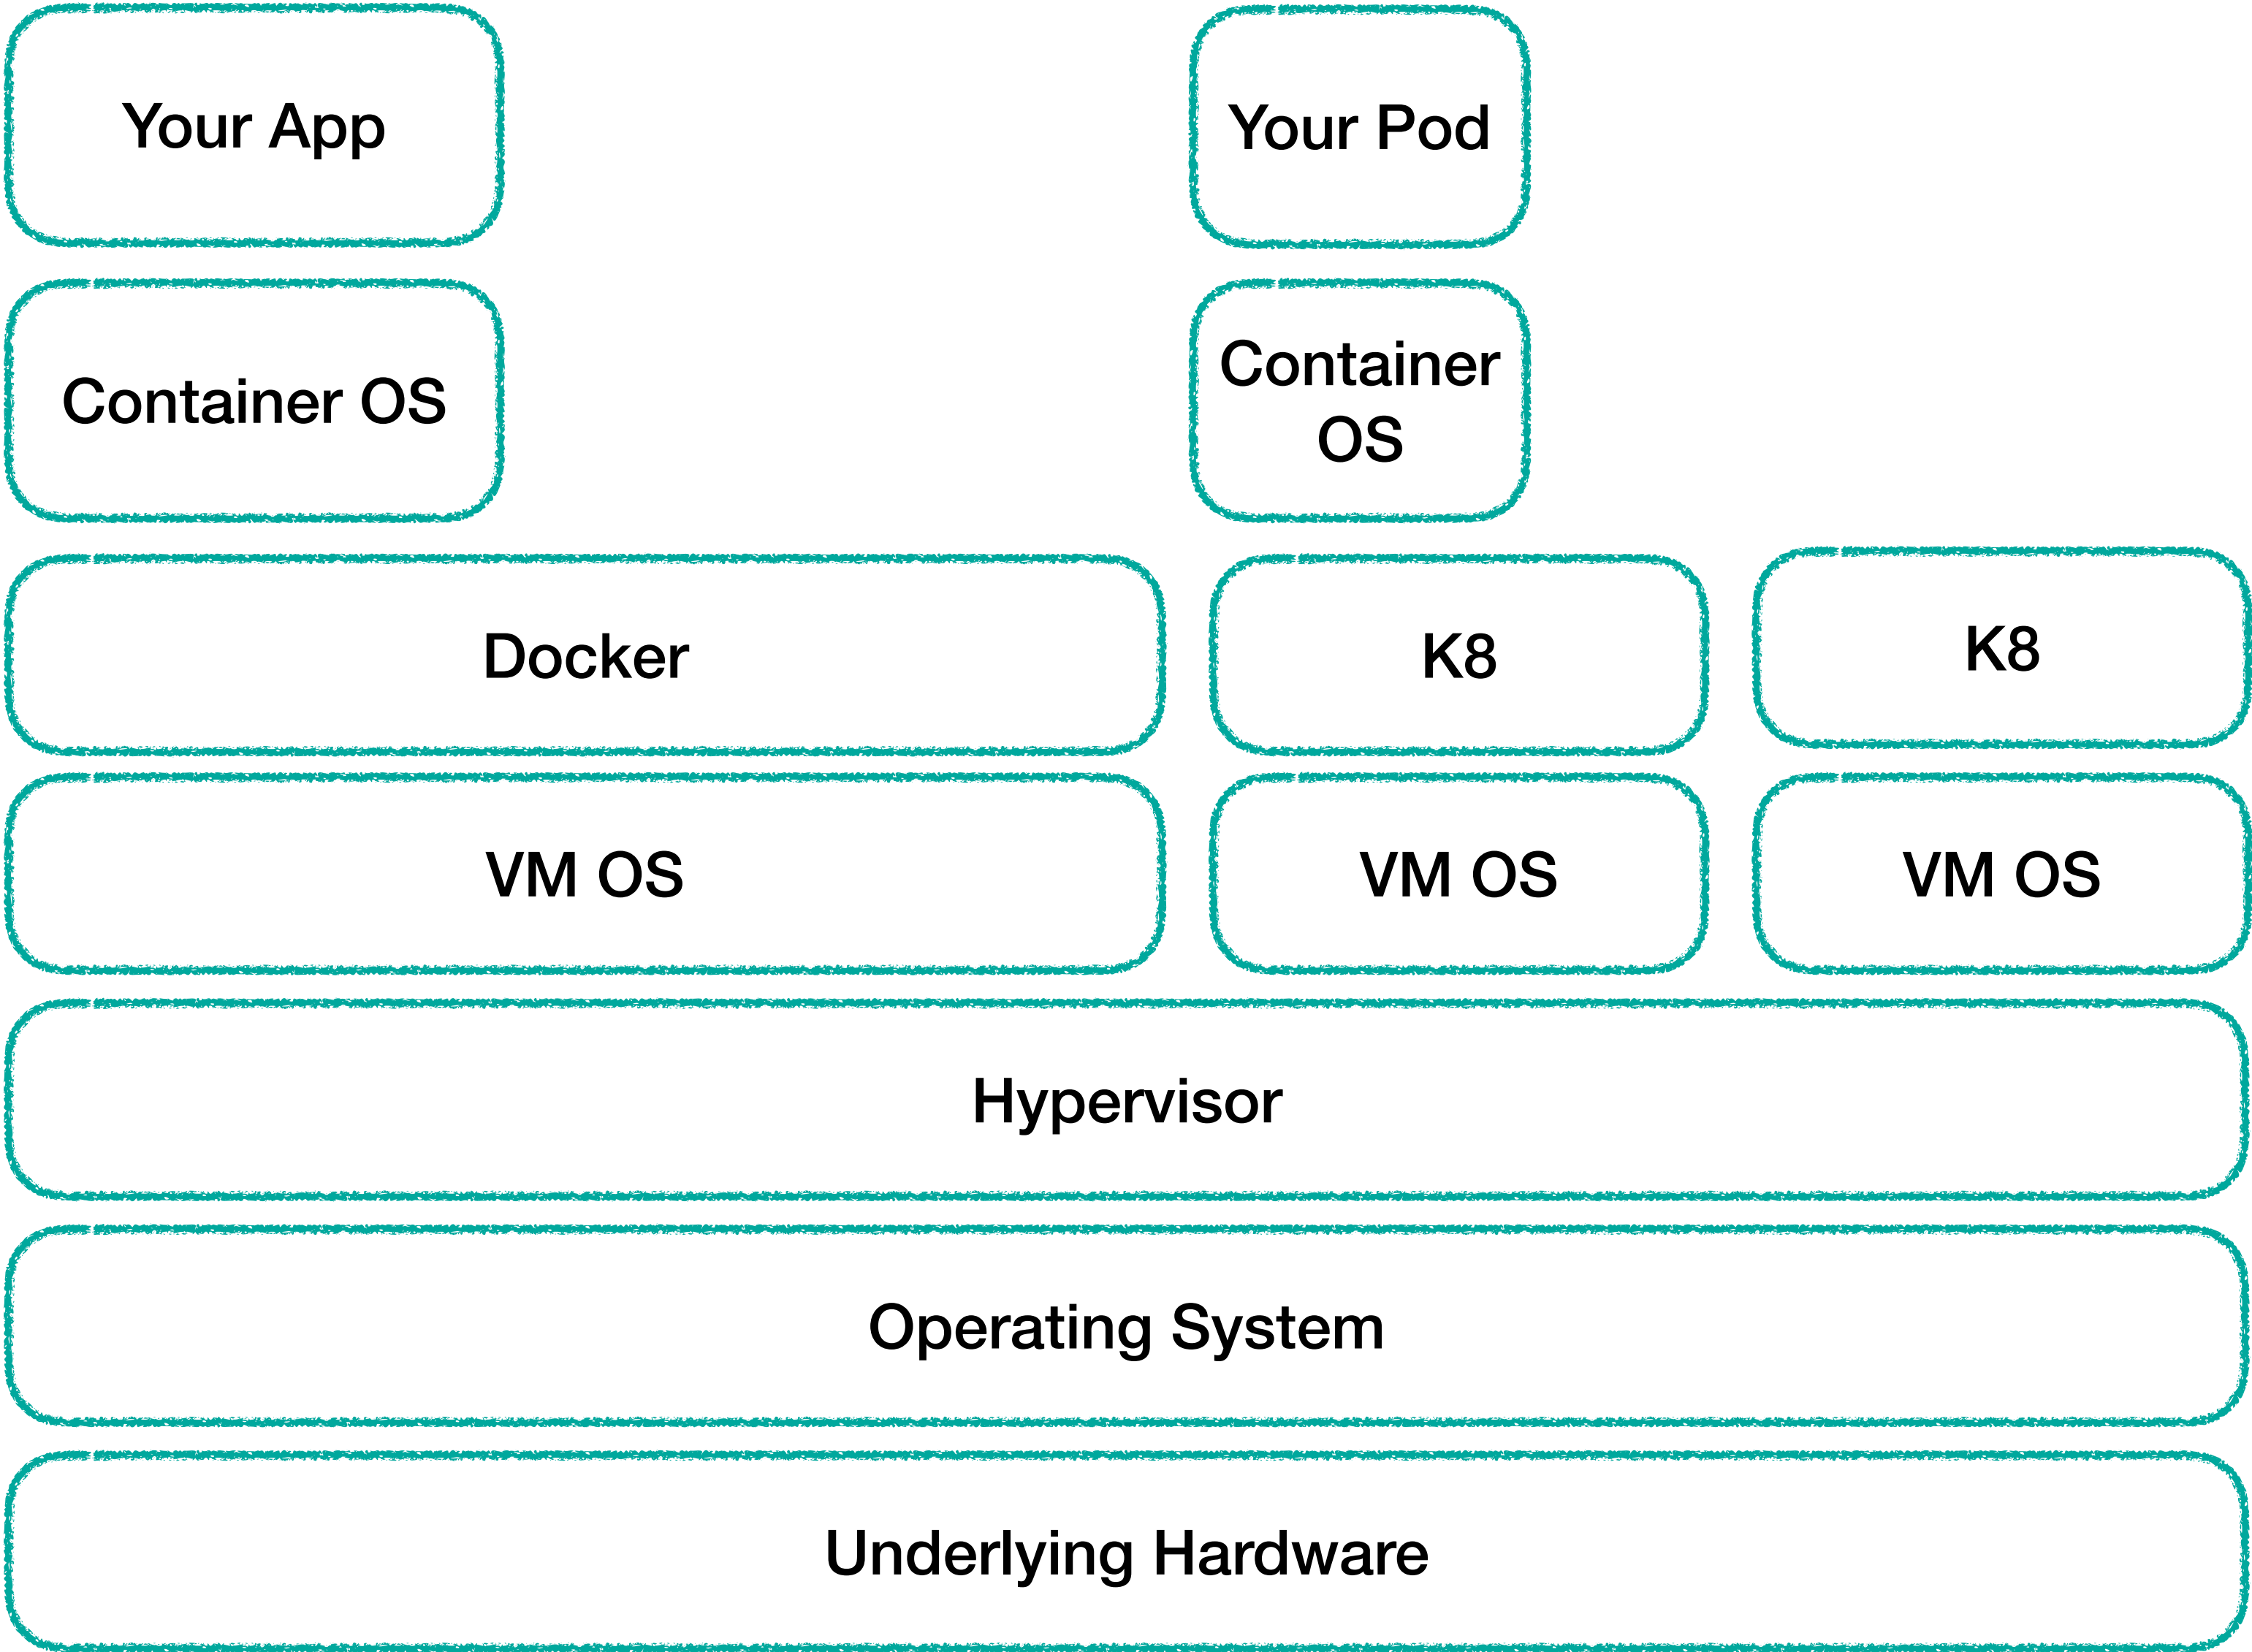 Your App
Your Pod
Container OS
Container
OS
Docker
K8
K8
VM OS
VM OS
VM OS
Hypervisor
Operating System
Underlying Hardware